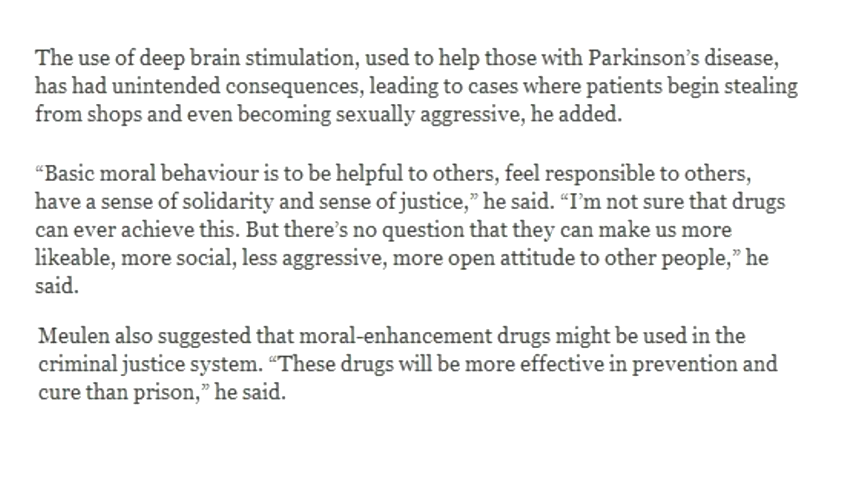 The use of deep brain stimulation, used to help those with Parkinson’s disease,
has had unintended consequences, leading to cases where patients begin stealing
from shops and even becoming sexually aggressive, he added.
“Basic moral behaviour is to be helpful to others, feel responsible to others,
have a sense of solidarity and sense of justice,” he said. “I’m not sure that drugs
can ever achieve this. But there’s no question that they can make us more
likeable, more social, less aggressive, more open attitude to other people,” he
said.
Meulen also suggested that moral-enhancement drugs might be used in the
criminal justice system. “These drugs will be more effective in prevention and
cure than prison,” he said.